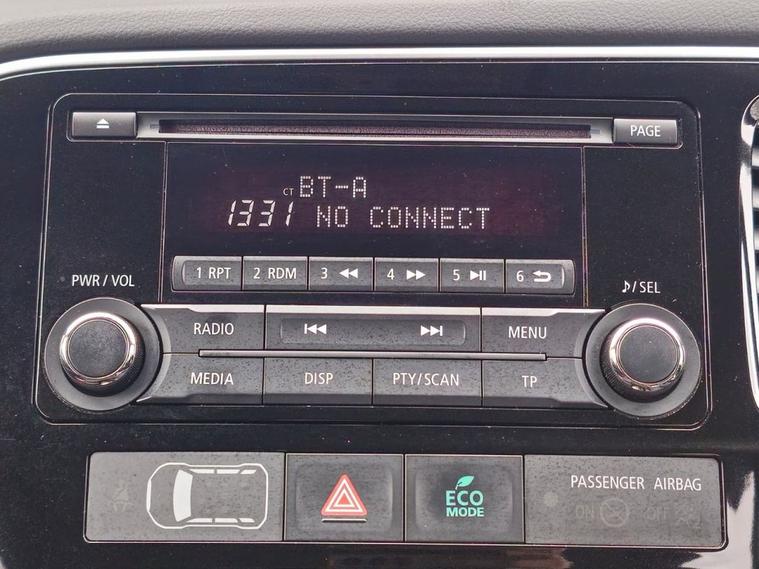 PAGE
CT BT-A
1331 NO CONNECT
1 RPT 2 RDM 3 4 5 6
PWR / VOL
/SEL
RADIO MENU
MEDIA DISP PTY/SCAN TP
ECO
MODE
PASSENGER AIRBAG
ON OFF